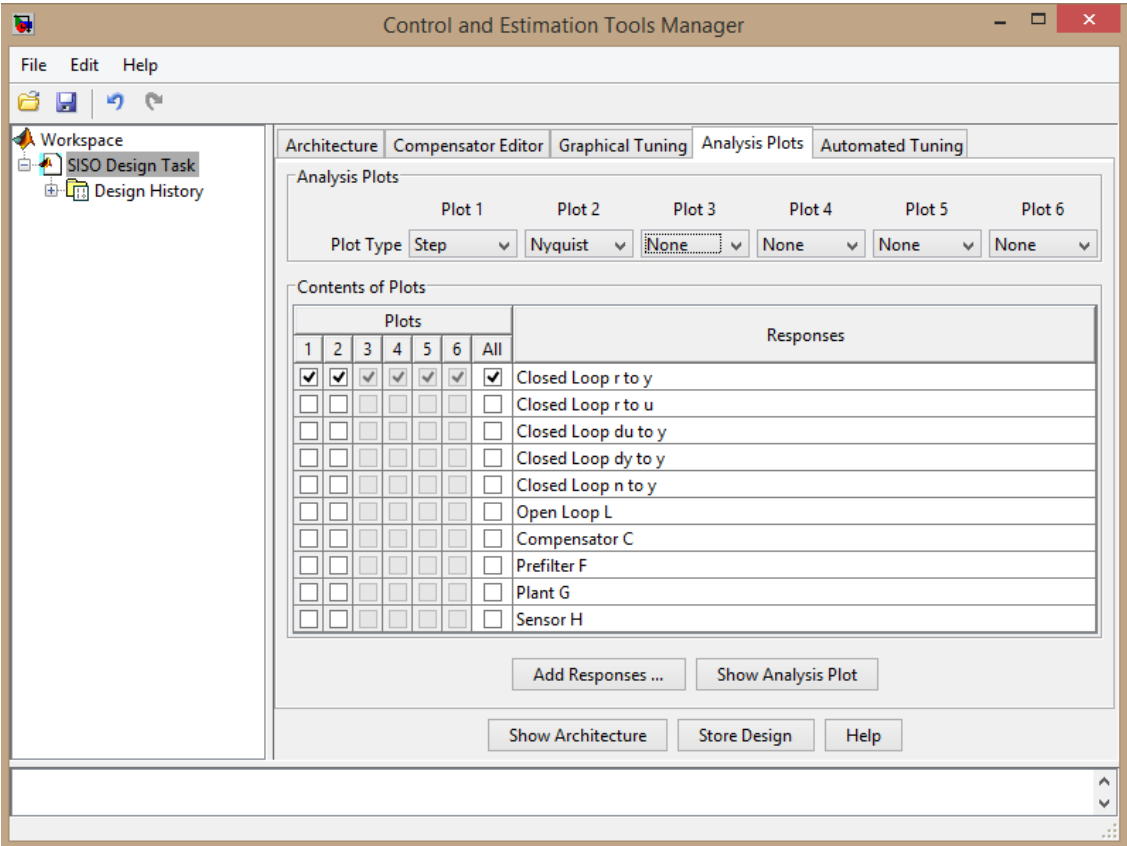 Control and Estimation Tools Manager
File Edit Help
Workspace
SISO Design Task
Design History
Architecture Compensator Editor Graphical Tuning Analysis Plots Automated Tuning
Analysis Plots
Plot 1 Plot 2 Plot 3 Plot 4 Plot 5 Plot 6
Plot Type Step Nyquist None None None None
Contents of Plots
Plots Responses
1 2 3 4 5 6 All
Closed Loop r to y
Closed Loop r to u
Closed Loop du to y
Closed Loop dy to y
Closed Loop n to y
Open Loop L
Compensator C
Prefilter F
Plant G
Sensor H
Add Responses ... Show Analysis Plot
Show Architecture Store Design Help